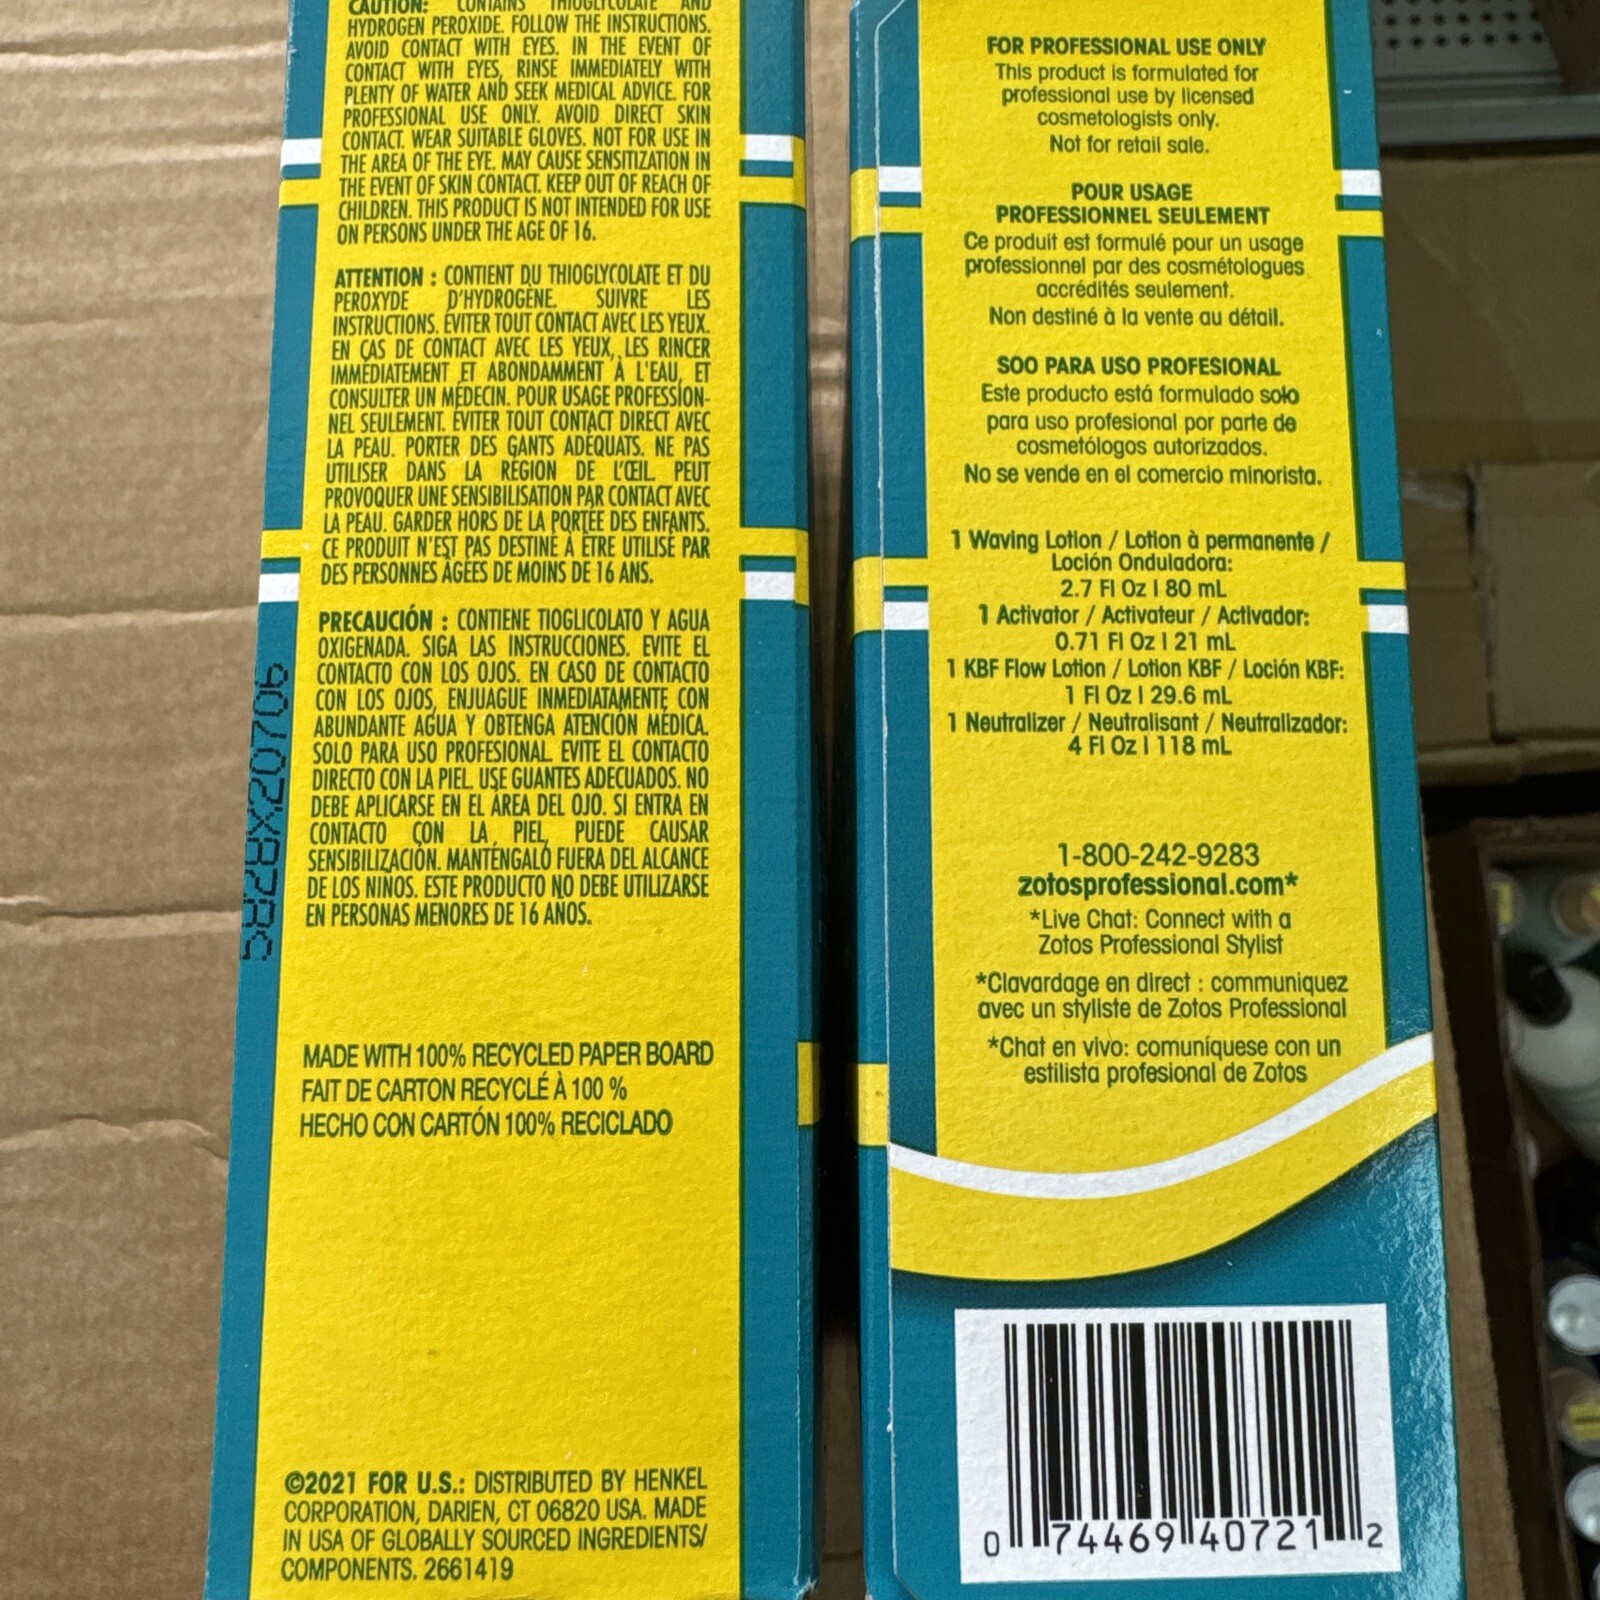 CAUTION: CONTAINS THIOGLYCOLATE AND
HYDROGEN PEROXIDE. FOLLOW THE INSTRUCTIONS.
AVOID CONTACT WITH EYES. IN THE EVENT OF
CONTACT WITH EYES, RINSE IMMEDIATELY WITH
PLENTY OF WATER AND SEEK MEDICAL ADVICE. FOR
PROFESSIONAL USE ONLY. AVOID DIRECT SKIN
CONTACT. WEAR SUITABLE GLOVES. NOT FOR USE IN
THE AREA OF THE EYE. MAY CAUSE SENSITIZATION IN
THE EVENT OF SKIN CONTACT. KEEP OUT OF REACH OF
CHILDREN. THIS PRODUCT IS NOT INTENDED FOR USE
ON PERSONS UNDER THE AGE OF 16.
ATTENTION : CONTIENT DU THIOGLYCOLATE ET DU
PEROXYDE D'HYDROGÈNE. SUIVRE LES
INSTRUCTIONS. ÉVITER TOUT CONTACT AVEC LES YEUX.
EN CAS DE CONTACT AVEC LES YEUX, LES RINCER
IMMÉDIATEMENT ET ABONDAMMENT À L'EAU, ET
CONSULTER UN MÉDECIN. POUR USAGE PROFESSION-
NEL SEULEMENT. ÉVITER TOUT CONTACT DIRECT AVEC
LA PEAU. PORTER DES GANTS ADÉQUATS. NE PAS
UTILISER DANS LA RÉGION DE L'ŒIL. PEUT
PROVOQUER UNE SENSIBILISATION PAR CONTACT AVEC
LA PEAU. GARDER HORS DE LA PORTÉE DES ENFANTS.
CE PRODUIT N'EST PAS DESTINÉ À ÊTRE UTILISÉ PAR
DES PERSONNES ÂGÉES DE MOINS DE 16 ANS.
PRECAUCIÓN : CONTIENE TIOGLICOLATO Y AGUA
OXIGENADA. SIGA LAS INSTRUCCIONES. EVITE EL
CONTACTO CON LOS OJOS. EN CASO DE CONTACTO
CON LOS OJOS, ENJUAGUE INMEDIATAMENTE CON
ABUNDANTE AGUA Y OBTENGA ATENCIÓN MÉDICA.
SOLO PARA USO PROFESIONAL. EVITE EL CONTACTO
DIRECTO CON LA PIEL. USE GUANTES ADECUADOS. NO
DEBE APLICARSE EN EL ÁREA DEL OJO. SI ENTRA EN
CONTACTO CON LA PIEL, PUEDE CAUSAR
SENSIBILIZACIÓN. MANTÉNGALO FUERA DEL ALCANCE
DE LOS NIÑOS. ESTE PRODUCTO NO DEBE UTILIZARSE
EN PERSONAS MENORES DE 16 AÑOS.
5828X20706
MADE WITH 100% RECYCLED PAPER BOARD
FAIT DE CARTON RECYCLÉ À 100 %
HECHO CON CARTÓN 100% RECICLADO
©2021 FOR U.S.: DISTRIBUTED BY HENKEL
CORPORATION, DARIEN, CT 06820 USA. MADE
IN USA OF GLOBALLY SOURCED INGREDIENTS/
COMPONENTS. 2661419
FOR PROFESSIONAL USE ONLY
This product is formulated for
professional use by licensed
cosmetologists only.
Not for retail sale.
POUR USAGE
PROFESSIONNEL SEULEMENT
Ce produit est formulé pour un usage
professionnel par des cosmétologues
accrédités seulement.
Non destiné à la vente au détail.
SOO PARA USO PROFESIONAL
Este producto está formulado solo
para uso profesional por parte de
cosmetólogos autorizados.
No se vende en el comercio minorista.
1 Waving Lotion / Lotion à permanente /
Loción Onduladora:
2.7 Fl Oz | 80 mL
1 Activator / Activateur / Activador:
0.71 Fl Oz | 21 mL
1 KBF Flow Lotion / Lotion KBF / Loción KBF:
1 Fl Oz | 29.6 mL
1 Neutralizer / Neutralisant / Neutralizador:
4 Fl Oz | 118 mL
1-800-242-9283
zotosprofessional.com*
*Live Chat: Connect with a
Zotos Professional Stylist
*Clavardage en direct : communiquez
avec un styliste de Zotos Professional
*Chat en vivo: comuníquese con un
estilista profesional de Zotos
0 74469 40721 2